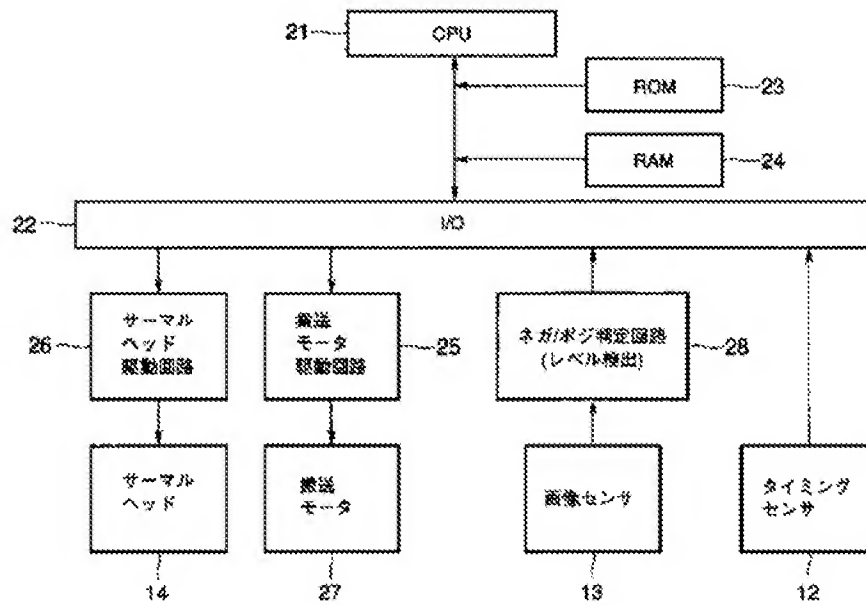 21
CPU
ROM
23
RAM
24
22
I/O
26
サーマル
ヘッド
駆動回路
搬送
モータ
駆動回路
25
ネガ/ポジ判定回路
(レベル検出)
28
サーマル
ヘッド
搬送
モータ
画像センサ
タイミング
センサ
14
27
13
12